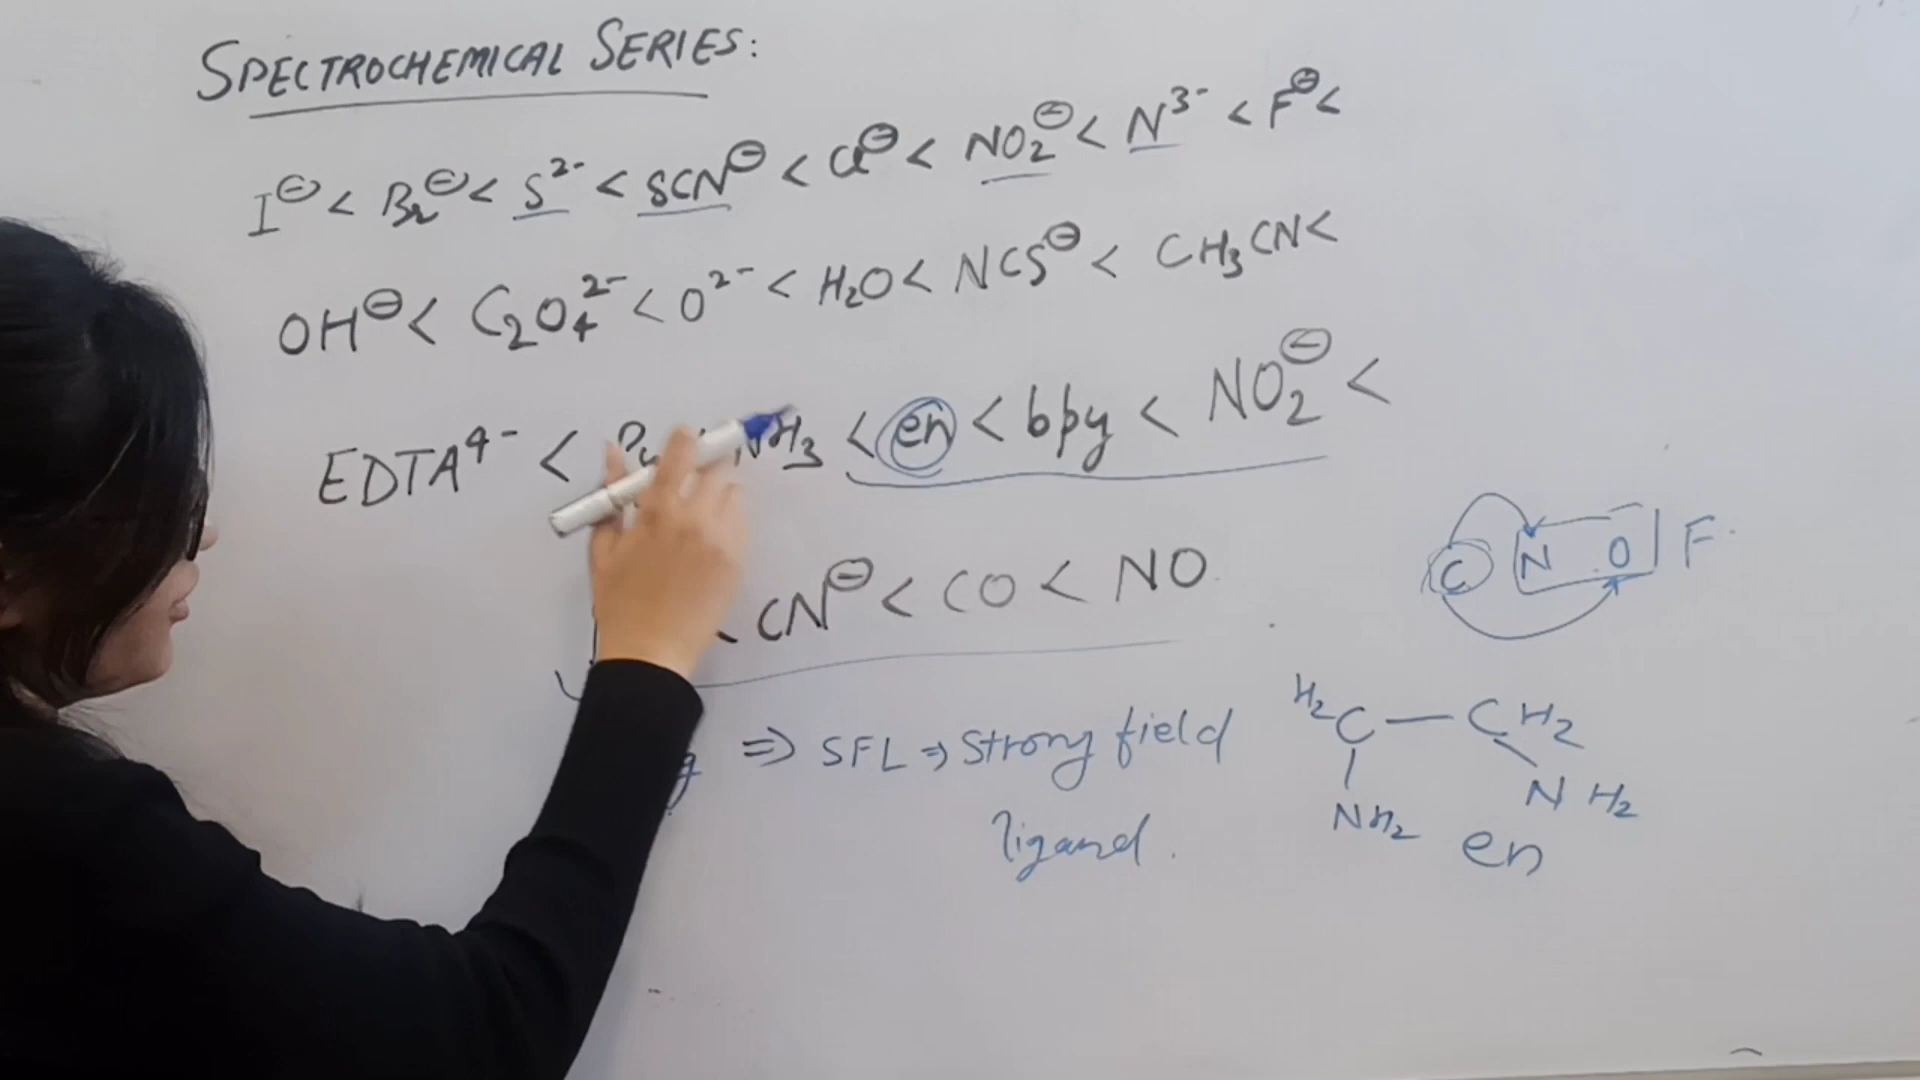 SPECTROCHEMICAL SERIES:
I⊖ < Br⊖ < S²⁻ < SCN⊖ < Cl⊖ < NO₂⊖ < N³⁻ < F⊖ <
OH⊖ < C₂O₄²⁻ < O²⁻ < H₂O < NCS⊖ < CH₃CN <
EDTA⁴⁻ < NH₃ < en < bpy < NO₂⊖ <
C N O F
< CN⊖ < CO < NO
⇒ SFL ⇒ Strong field
ligand.
H₂C — CH₂
NH₂ NH₂
en